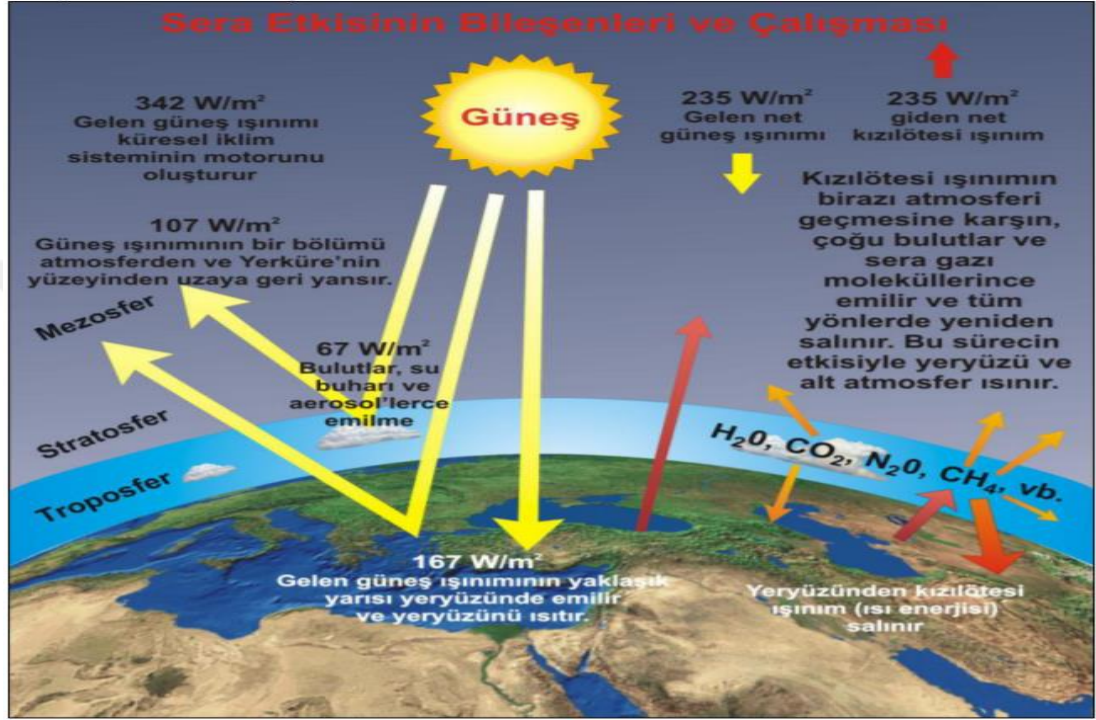 Sera Etkisinin Bileşenleri ve Çalışması
342 W/m²
Gelen güneş ışınımı
küresel iklim
sisteminin motorunu
oluşturur
Güneş
235 W/m²
Gelen net
güneş ışınımı
235 W/m²
giden net
kızılötesi ışınım
107 W/m²
Güneş ışınımının bir bölümü
atmosferden ve Yerküre'nin
yüzeyinden uzaya geri yansır.
Kızılötesi ışınımın
birazı atmosferi
geçmesine karşın,
çoğu bulutlar ve
sera gazı
moleküllerince
emilir ve tüm
yönlerde yeniden
salınır. Bu sürecin
etkisiyle yeryüzü ve
alt atmosfer ısınır.
Mezosfer
67 W/m²
Bulutlar, su
buharı ve
aerosol'lerce
emilme
Stratosfer
Troposfer
H₂0, CO₂, N₂0, CH₄, vb.
167 W/m²
Gelen güneş ışınımının yaklaşık
yarısı yeryüzünde emilir
ve yeryüzünü ısıtır.
Yeryüzünden kızılötesi
ışınım (ısı enerjisi)
salınır